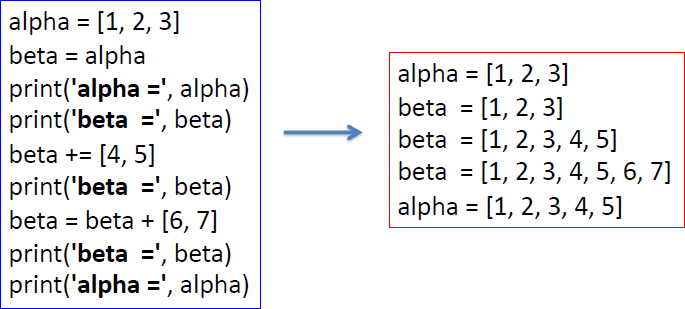 alpha = [1, 2, 3]
beta = alpha
print('alpha =', alpha)
print('beta  =', beta)
beta += [4, 5]
print('beta  =', beta)
beta = beta + [6, 7]
print('beta  =', beta)
print('alpha =', alpha)
alpha = [1, 2, 3]
beta  = [1, 2, 3]
beta  = [1, 2, 3, 4, 5]
beta  = [1, 2, 3, 4, 5, 6, 7]
alpha = [1, 2, 3, 4, 5]